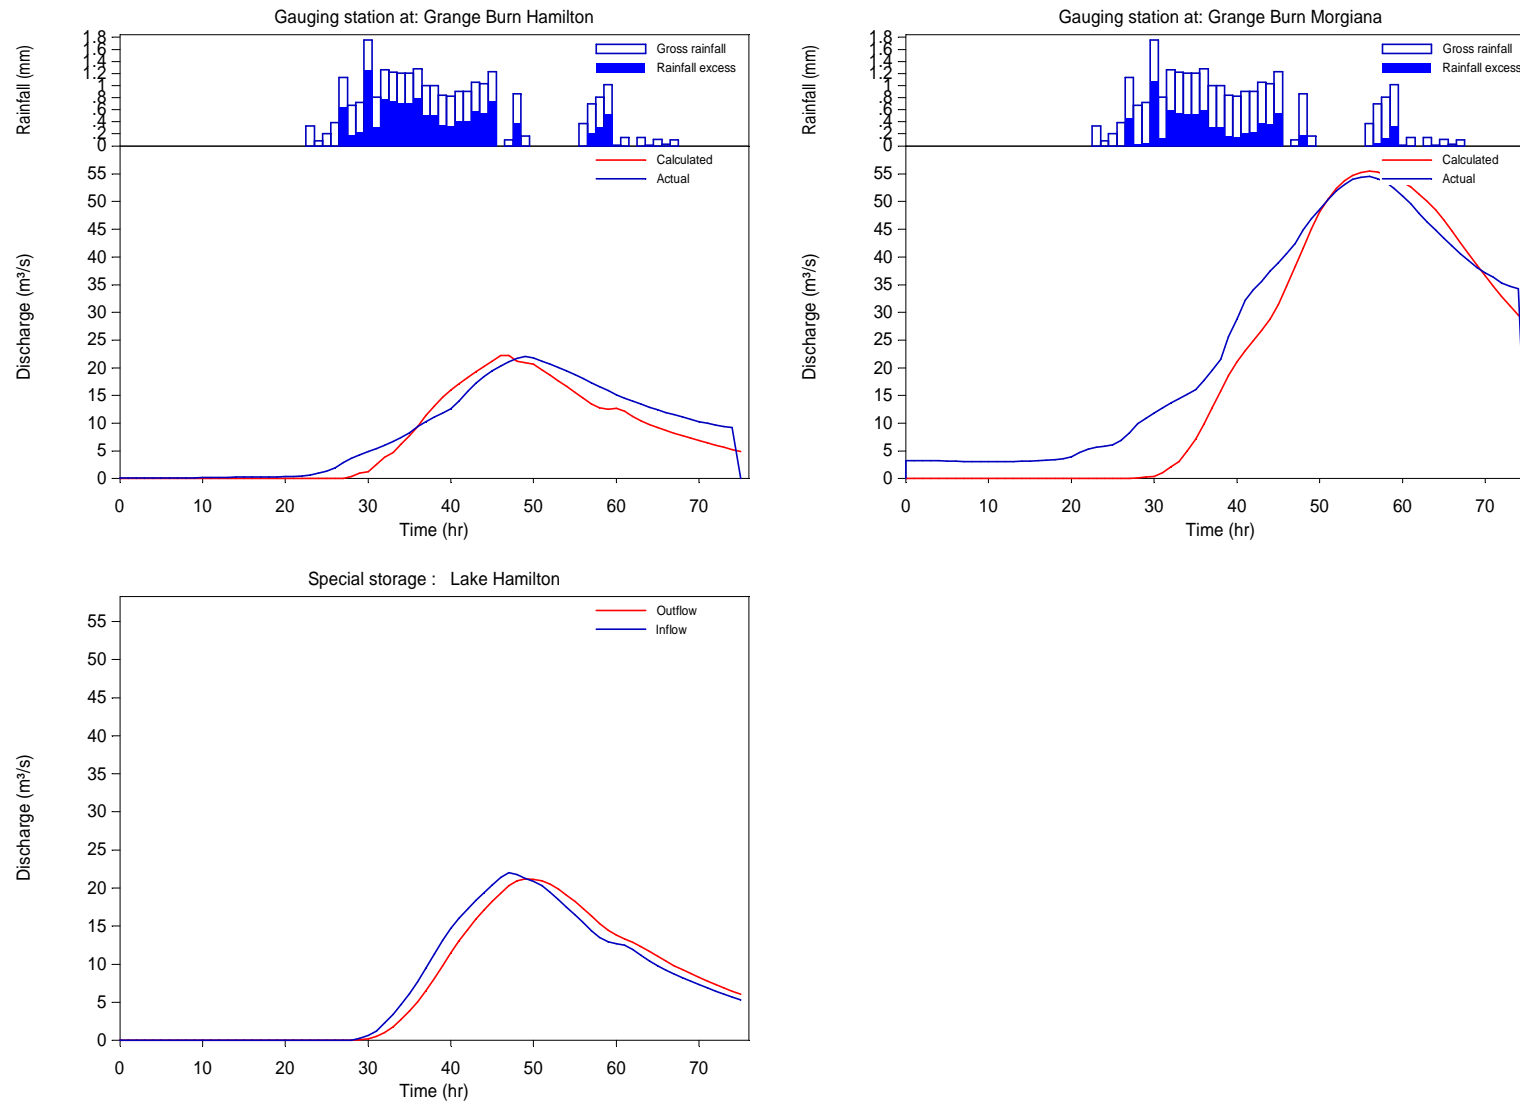 Gauging station at: Grange Burn Hamilton
Rainfall (mm)
1.8
1.6
1.4
1.2
1
.8
.6
.4
.2
0
Gross rainfall
Rainfall excess
Calculated
Actual
Discharge (m³/s)
55
50
45
40
35
30
25
20
15
10
5
0
0 10 20 30 40 50 60 70
Time (hr)
Gauging station at: Grange Burn Morgiana
Rainfall (mm)
1.8
1.6
1.4
1.2
1
.8
.6
.4
.2
0
Gross rainfall
Rainfall excess
Calculated
Actual
Discharge (m³/s)
55
50
45
40
35
30
25
20
15
10
5
0
0 10 20 30 40 50 60 70
Time (hr)
Special storage : Lake Hamilton
Outflow
Inflow
Discharge (m³/s)
55
50
45
40
35
30
25
20
15
10
5
0
0 10 20 30 40 50 60 70
Time (hr)